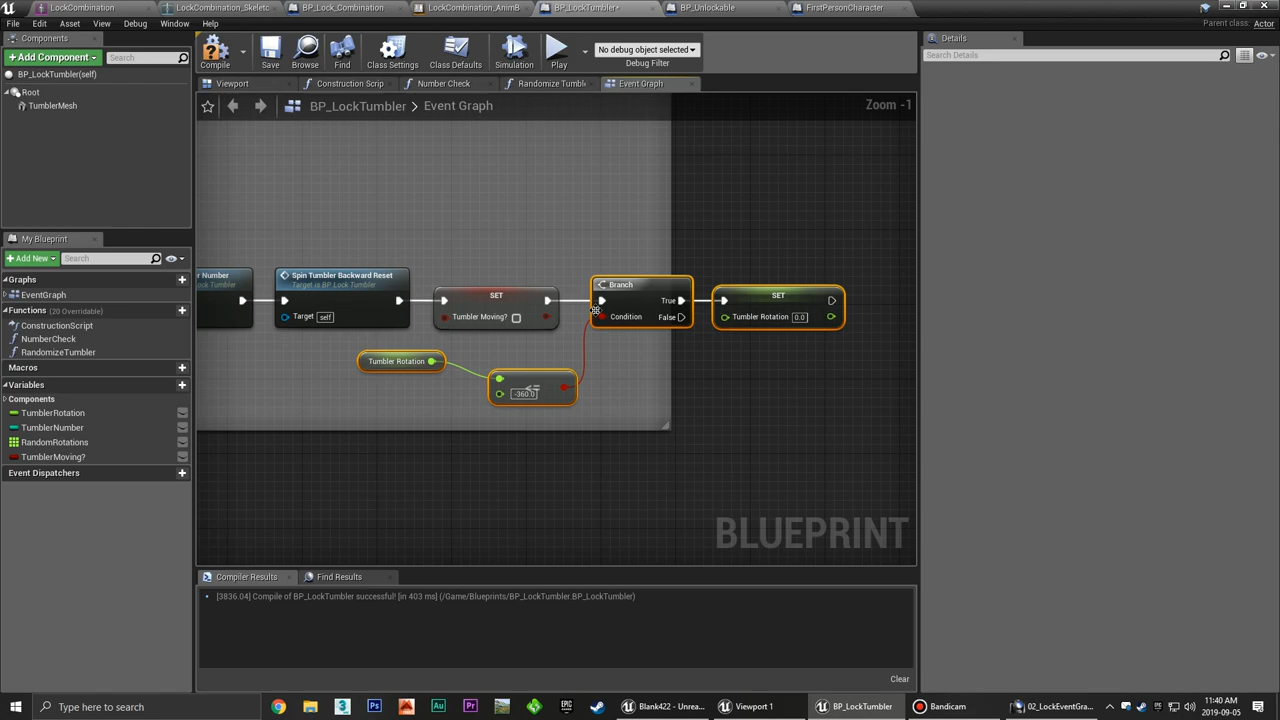 LockCombination
LockCombination_Skeletc
BP_Lock_Combination
LockCombination_AnimB
BP_LockTumbler*
BP_Unlockable
FirstPersonCharacter
File Edit Asset View Debug Window Help
Parent class: Actor
Components
Add Component
Search
BP_LockTumbler(self)
Root
TumblerMesh
Compile
Save
Browse
Find
Class Settings
Class Defaults
Simulation
Play
No debug object selected
Debug Filter
Details
Search Details
Viewport
Construction Scrip
Number Check
Randomize Tumble
Event Graph
BP_LockTumbler > Event Graph
Zoom -1
r Number
ock Tumbler
Spin Tumbler Backward Reset
Target is BP Lock Tumbler
Target self
SET
Tumbler Moving?
Branch
True
Condition
False
SET
Tumbler Rotation 0.0
Tumbler Rotation
<=
-360.0
BLUEPRINT
My Blueprint
Add New
Search
Graphs
EventGraph
Functions (20 Overridable)
ConstructionScript
NumberCheck
RandomizeTumbler
Macros
Variables
Components
TumblerRotation
TumblerNumber
RandomRotations
TumblerMoving?
Event Dispatchers
Compiler Results
Find Results
[3836.04] Compile of BP_LockTumbler successful! [in 403 ms] (/Game/Blueprints/BP_LockTumbler.BP_LockTumbler)
Clear
Type here to search
Blank422 - Unrea...
Viewport 1
BP_LockTumbler
Bandicam
02_LockEventGra...
11:40 AM
2019-09-05